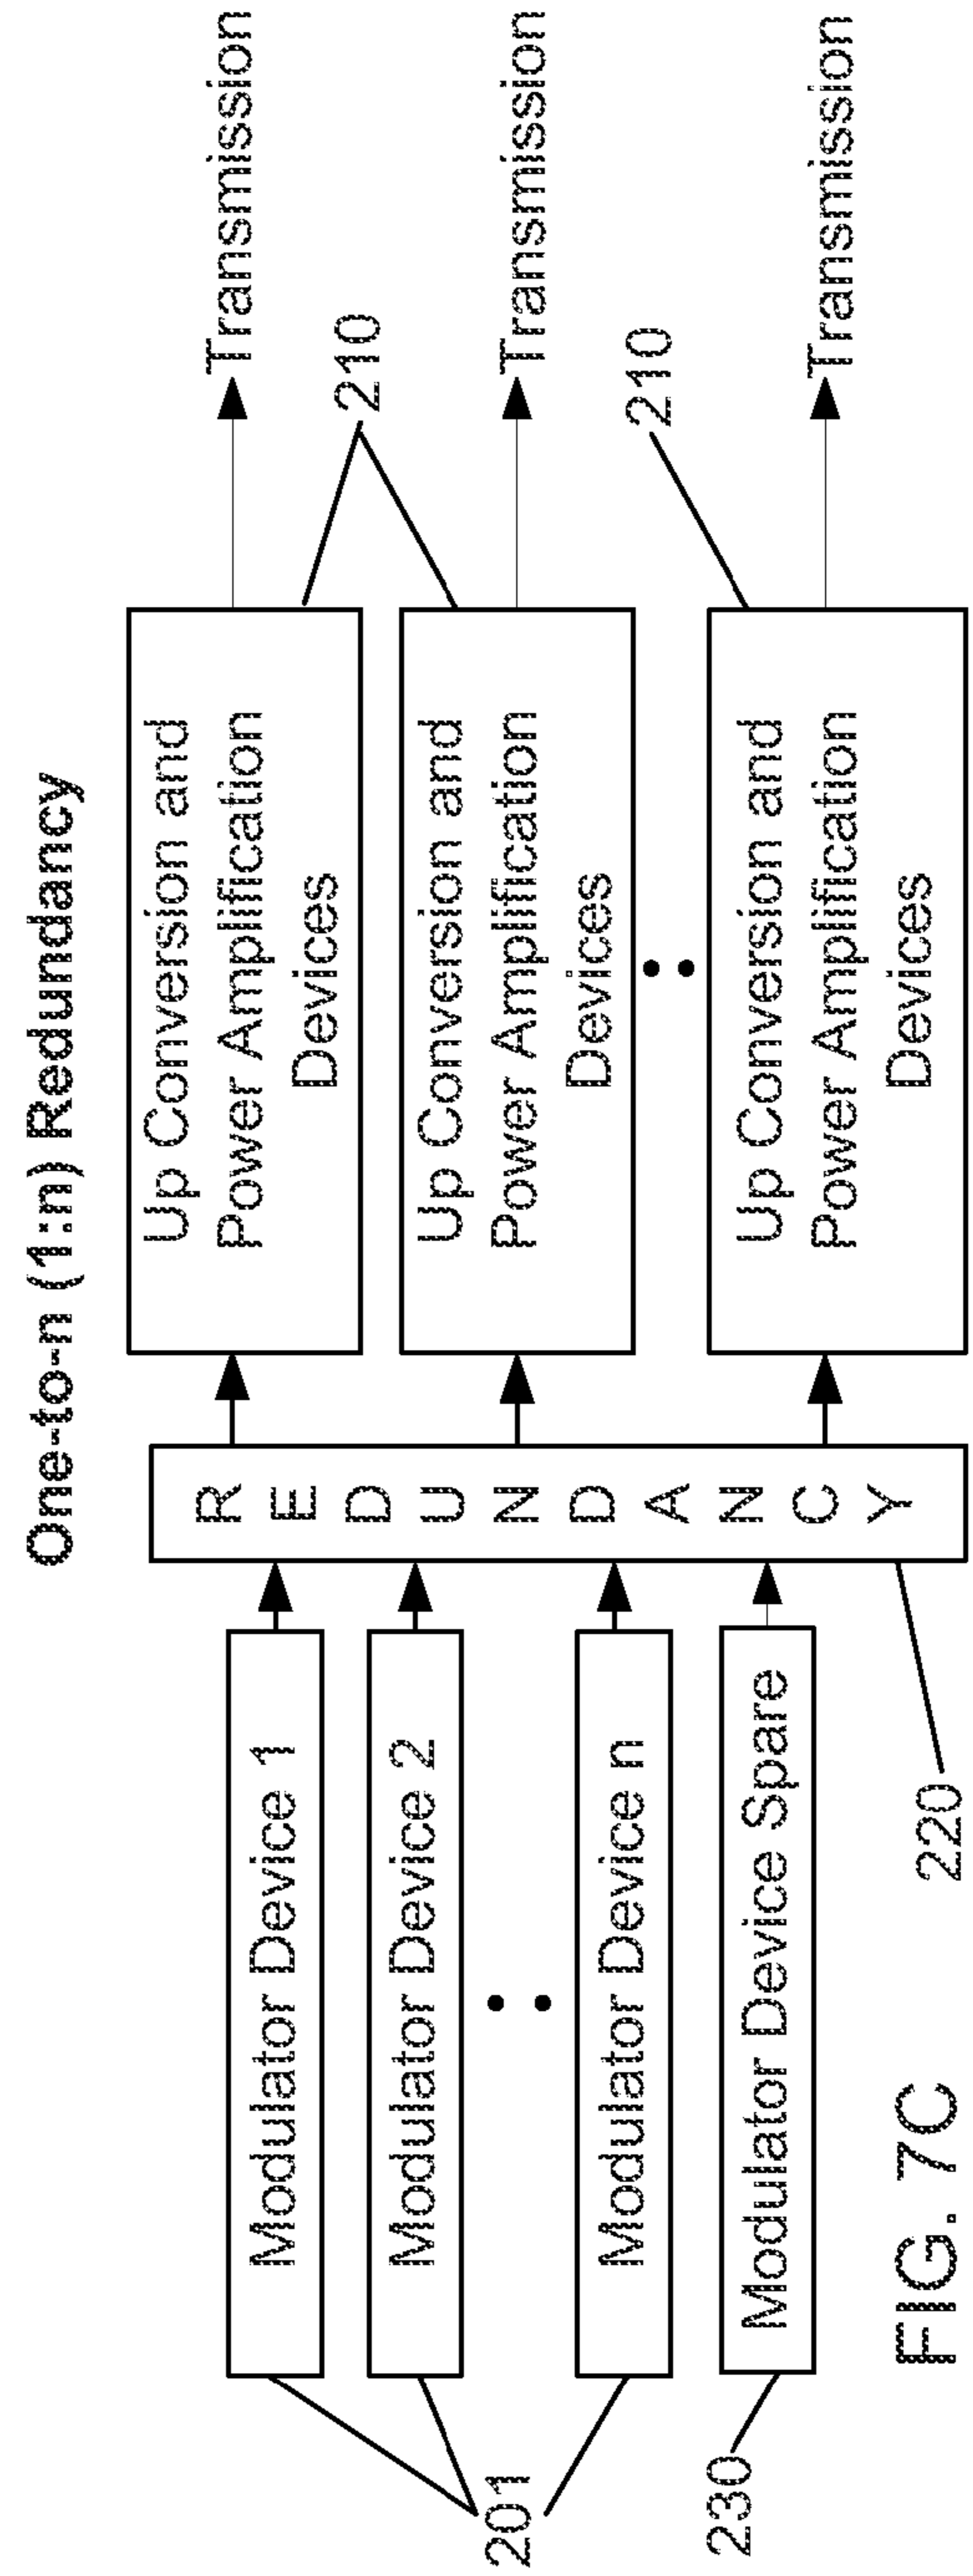 One-to-n (1:n) Redundancy
Modulator Device 1
Modulator Device 2
Modulator Device n
Modulator Device Spare
201
230
REDUNDANCY
220
Up Conversion and
Power Amplification
Devices
Up Conversion and
Power Amplification
Devices
Up Conversion and
Power Amplification
Devices
210
210
Transmission
Transmission
Transmission
FIG. 7C